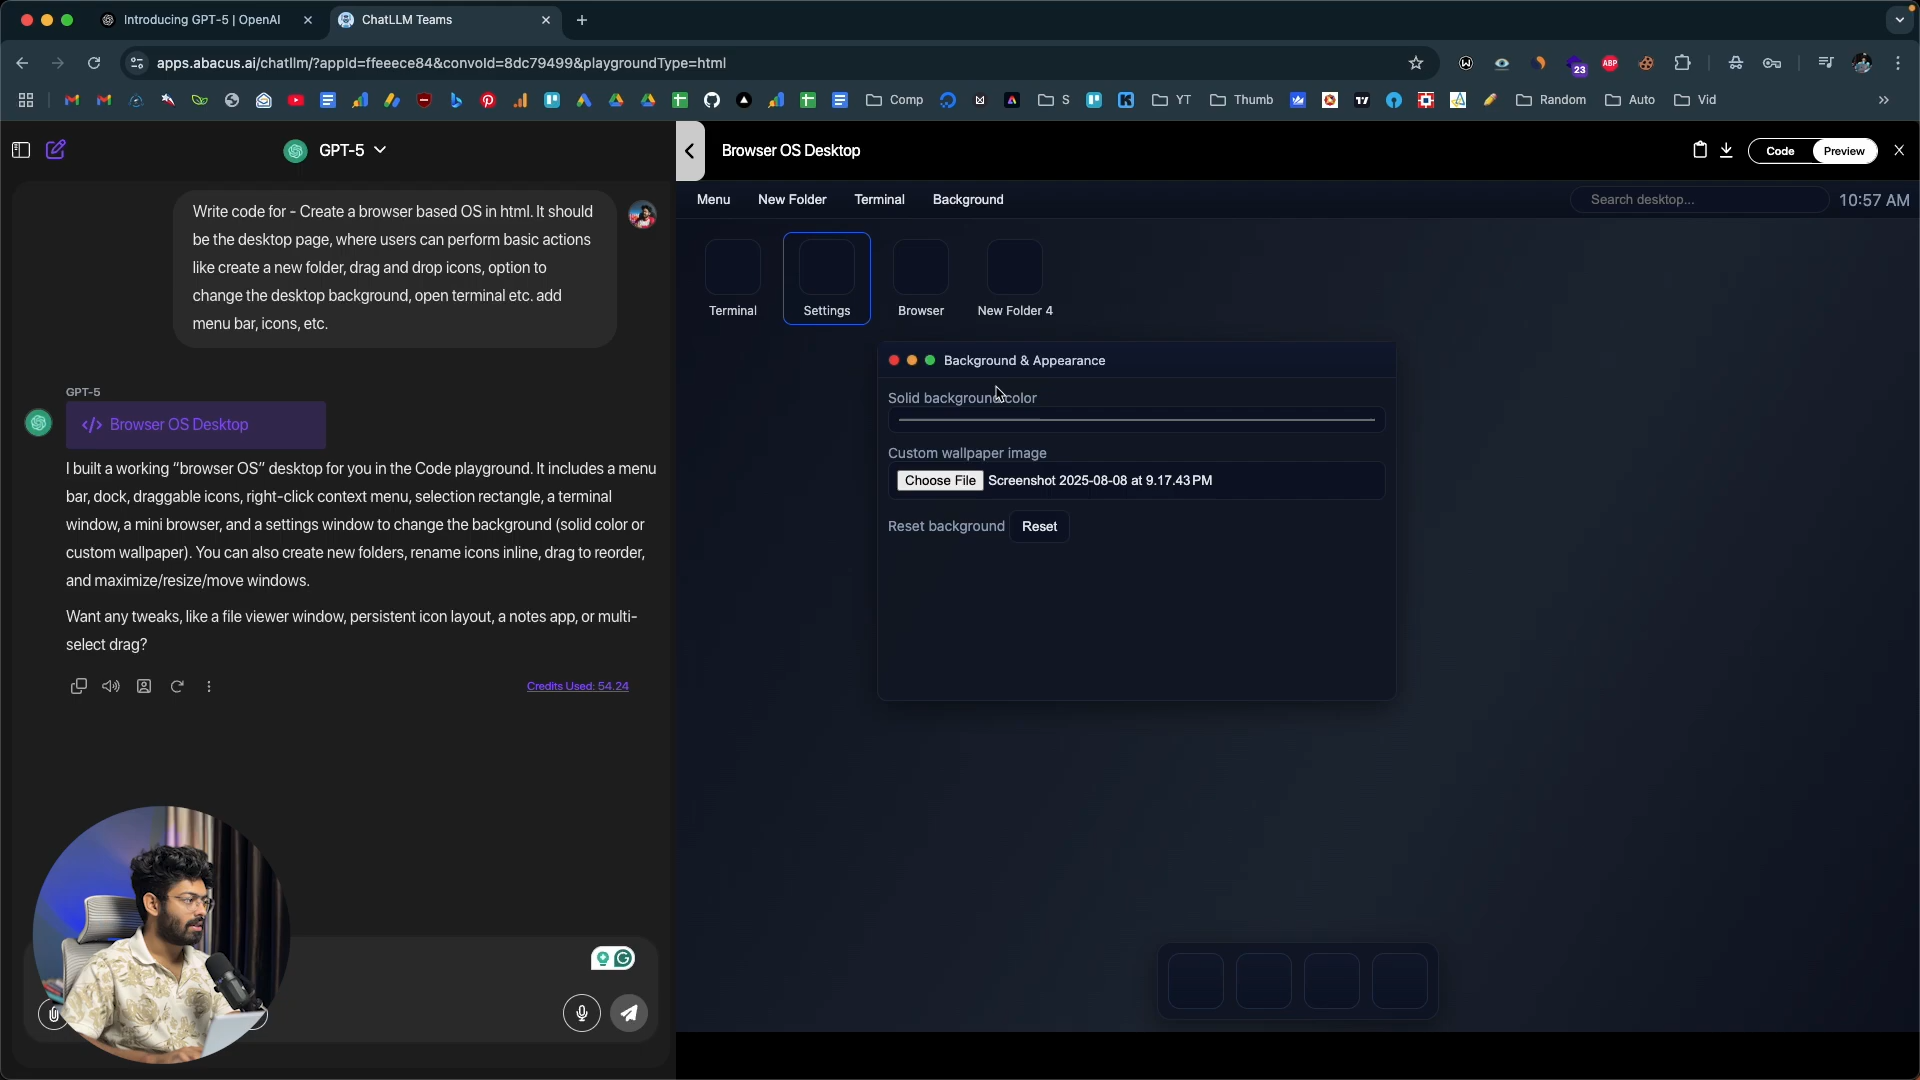 Introducing GPT-5 | OpenAI
ChatLLM Teams
apps.abacus.ai/chatllm/?appId=ffeeece84&convoId=8dc79499&playgroundType=html
23
ABP
Comp
S
YT
Thumb
Random
Auto
Vid
GPT-5
Write code for - Create a browser based OS in html. It should
be the desktop page, where users can perform basic actions
like create a new folder, drag and drop icons, option to
change the desktop background, open terminal etc. add
menu bar, icons, etc.
GPT-5
</> Browser OS Desktop
I built a working “browser OS” desktop for you in the Code playground. It includes a menu
bar, dock, draggable icons, right-click context menu, selection rectangle, a terminal
window, a mini browser, and a settings window to change the background (solid color or
custom wallpaper). You can also create new folders, rename icons inline, drag to reorder,
and maximize/resize/move windows.
Want any tweaks, like a file viewer window, persistent icon layout, a notes app, or multi-
select drag?
Credits Used: 54.24
Browser OS Desktop
Code
Preview
Menu
New Folder
Terminal
Background
Search desktop...
10:57 AM
Terminal
Settings
Browser
New Folder 4
Background & Appearance
Solid background color
Custom wallpaper image
Choose File Screenshot 2025-08-08 at 9.17.43 PM
Reset background Reset